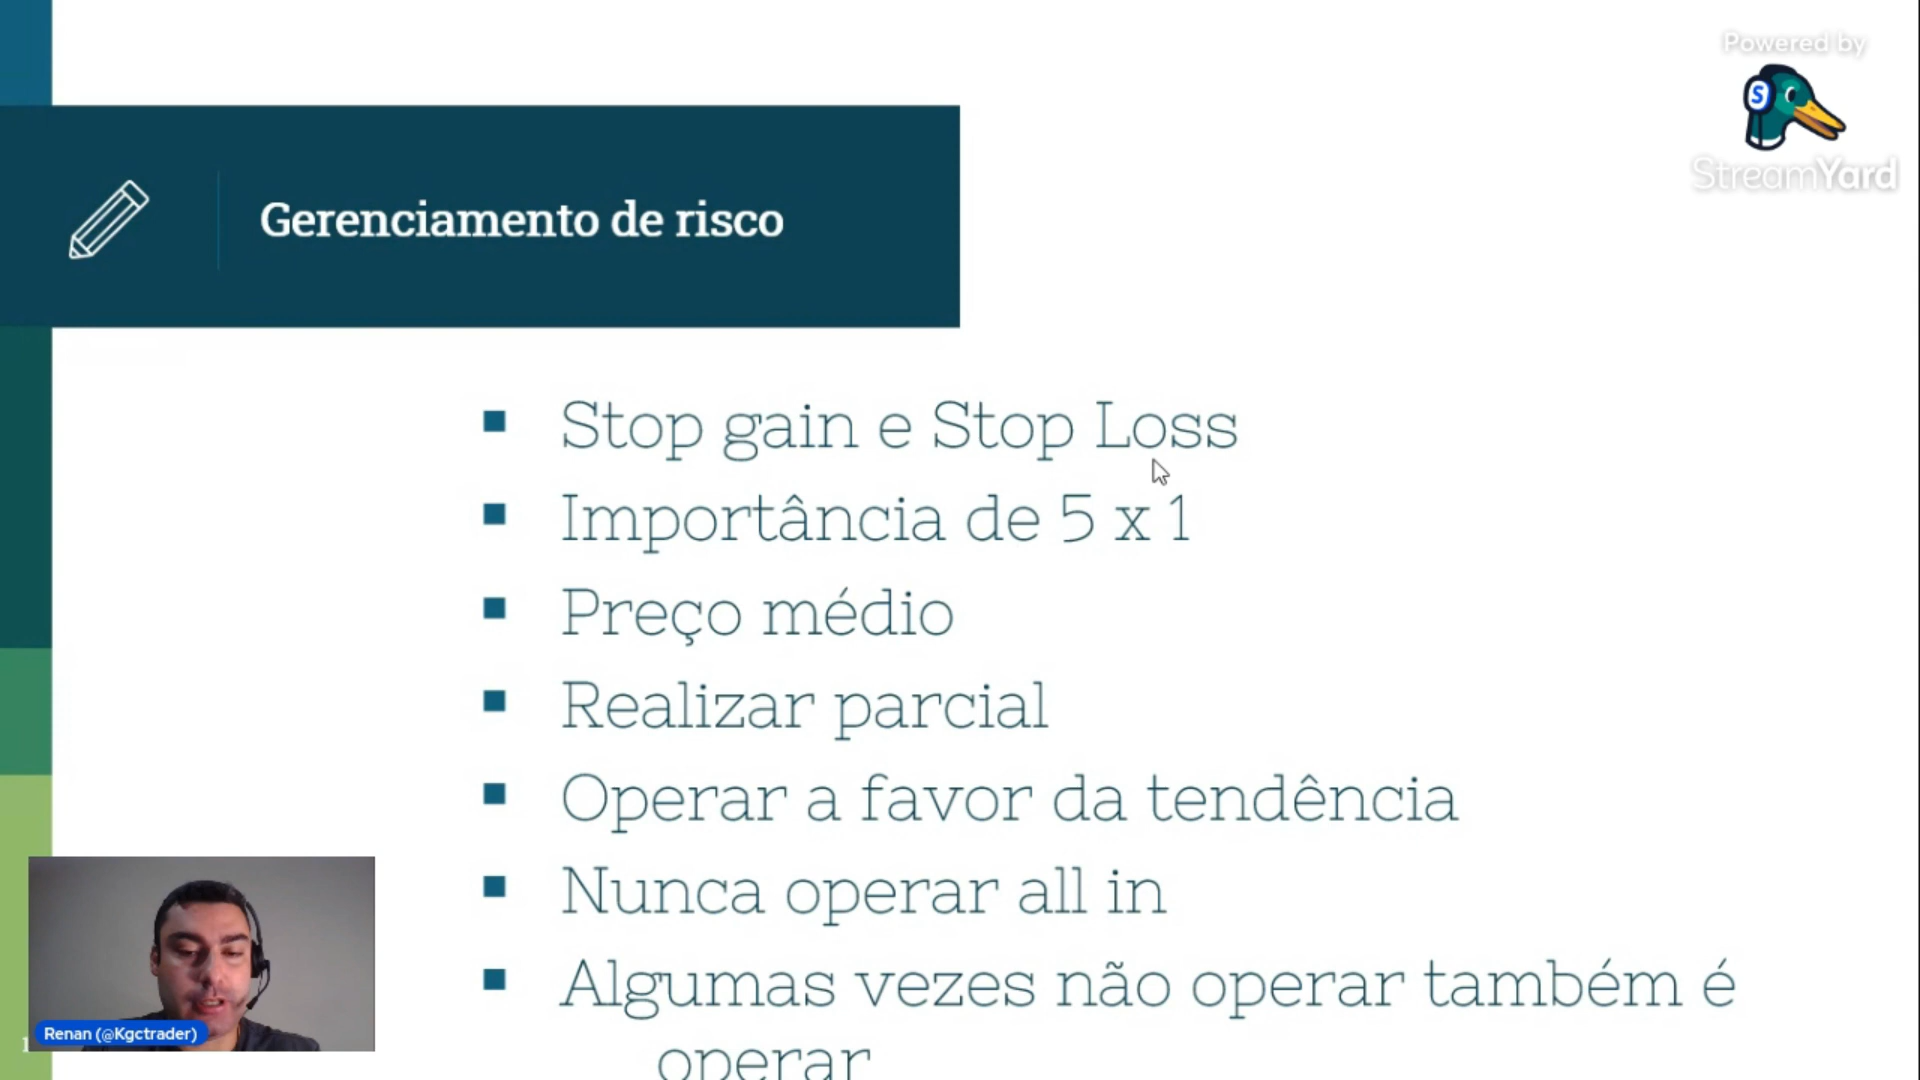 Powered by
S
StreamYard
Gerenciamento de risco
Stop gain e Stop Loss
Importância de 5 x 1
Preço médio
Realizar parcial
Operar a favor da tendência
Nunca operar all in
Algumas vezes não operar também é
operar
Renan (@Kgctrader)